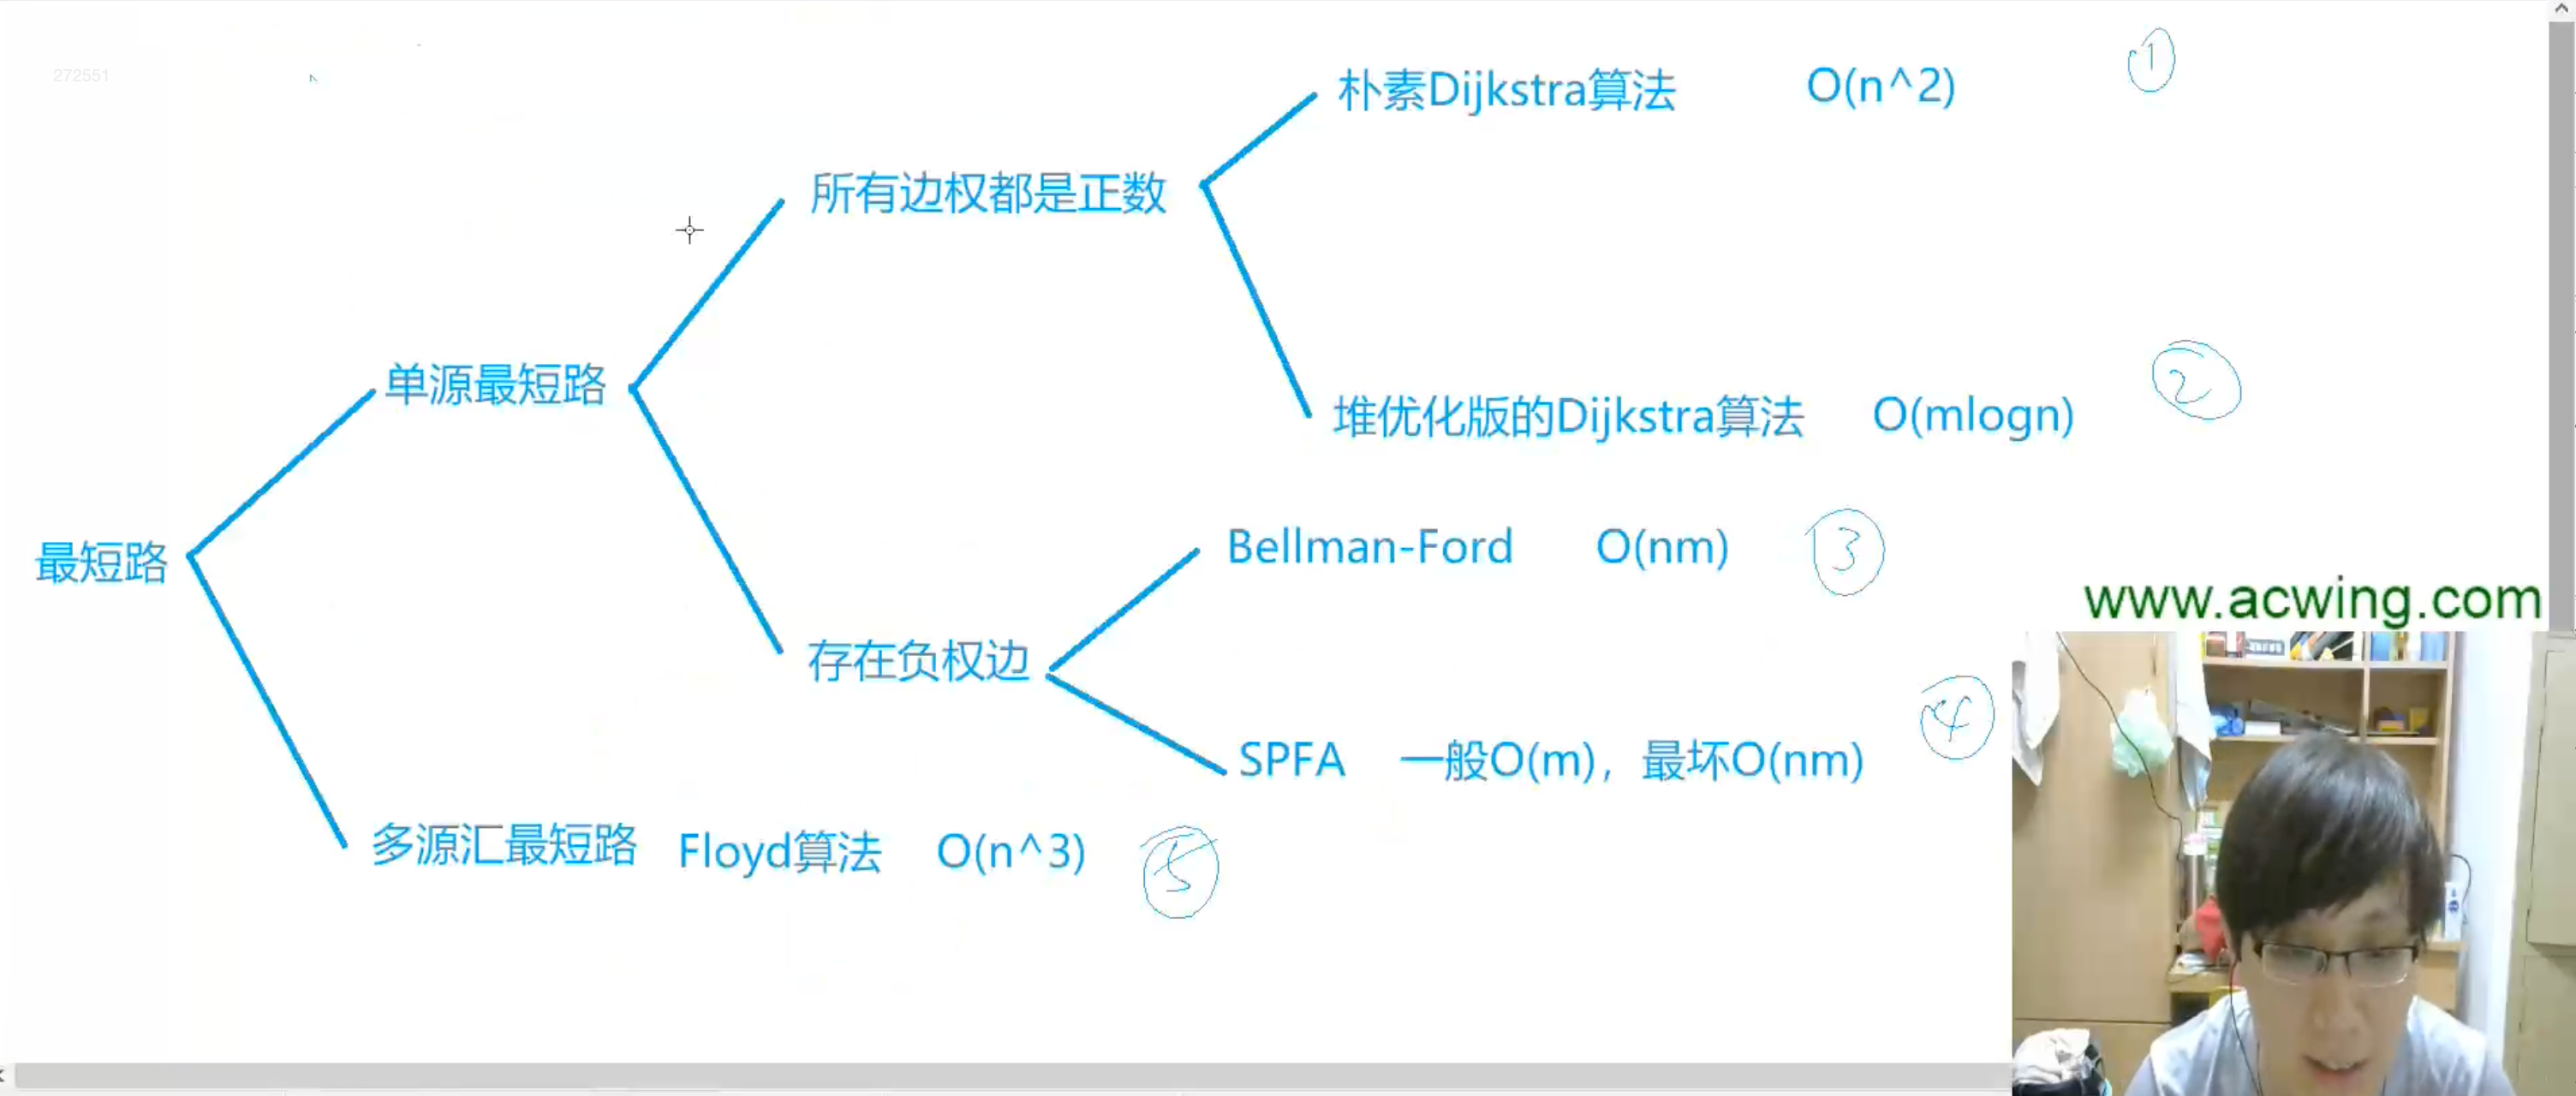 272551
朴素Dijkstra算法 O(n^2) ①
所有边权都是正数
单源最短路
堆优化版的Dijkstra算法 O(mlogn) ②
最短路
Bellman-Ford O(nm) ③
www.acwing.com
存在负权边
SPFA 一般O(m)，最坏O(nm) ④
多源汇最短路 Floyd算法 O(n^3) ⑤